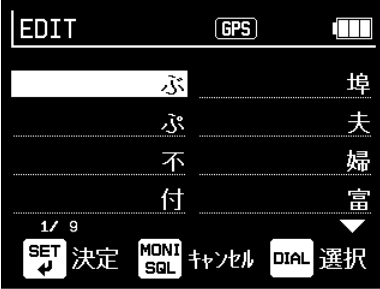 EDIT GPS
ぶ 埠
ぷ 夫
不 婦
付 富
1/ 9
SET 決定 MONI SQL キャンセル DIAL 選択